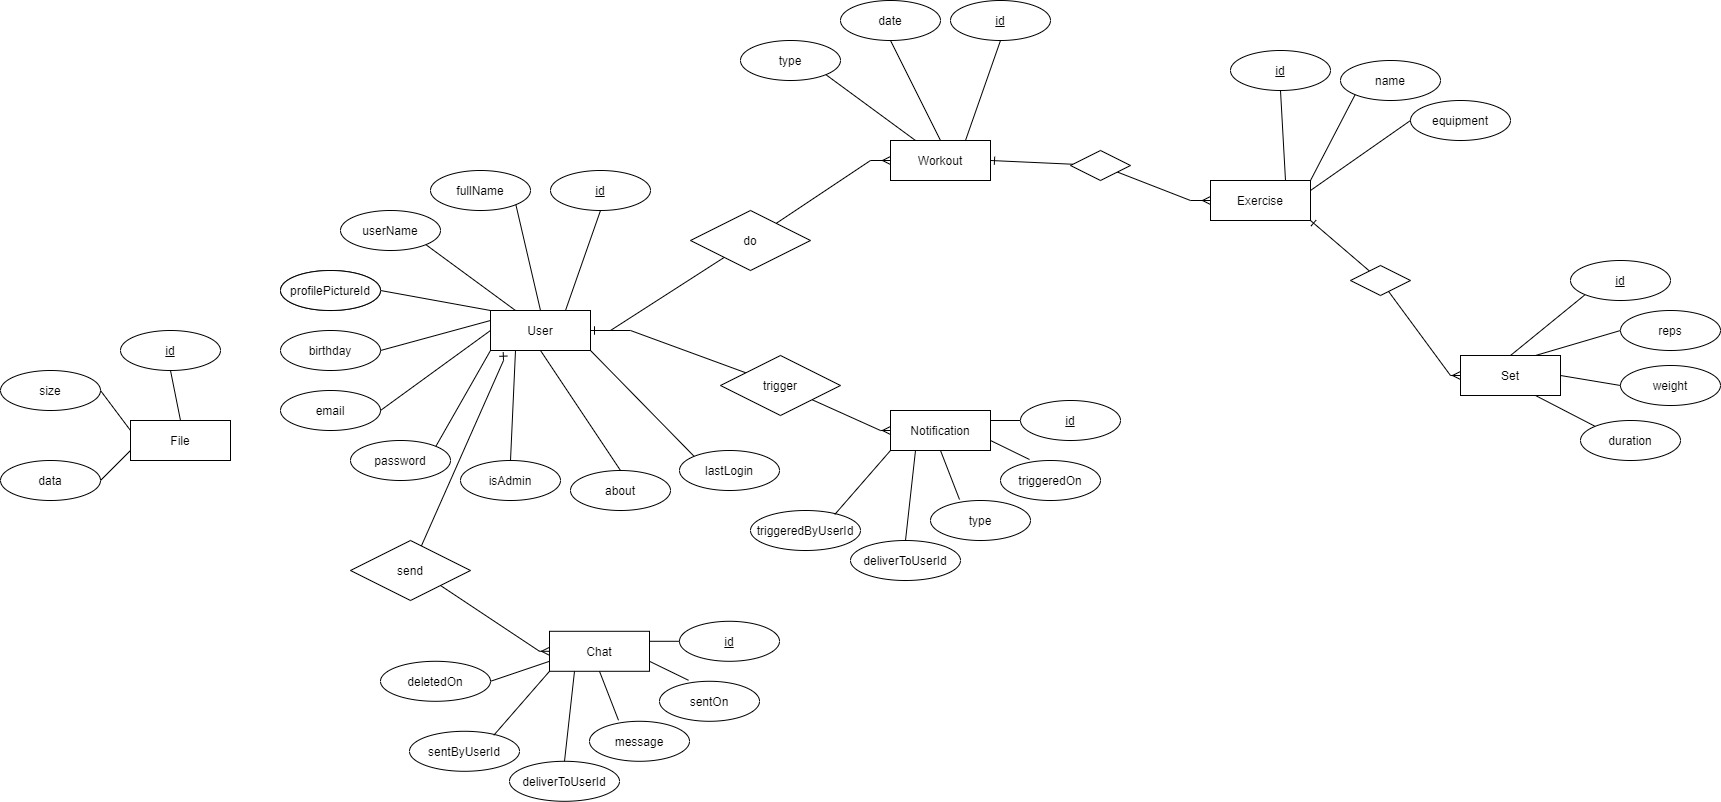 date
id
type
id
name
equipment
Workout
Exercise
fullName
id
userName
do
profilePictureId
User
birthday
email
id
size
File
data
password
isAdmin
about
lastLogin
trigger
Notification
id
triggeredOn
type
triggeredByUserId
deliverToUserId
id
reps
Set
weight
duration
send
Chat
id
deletedOn
sentOn
message
sentByUserId
deliverToUserId